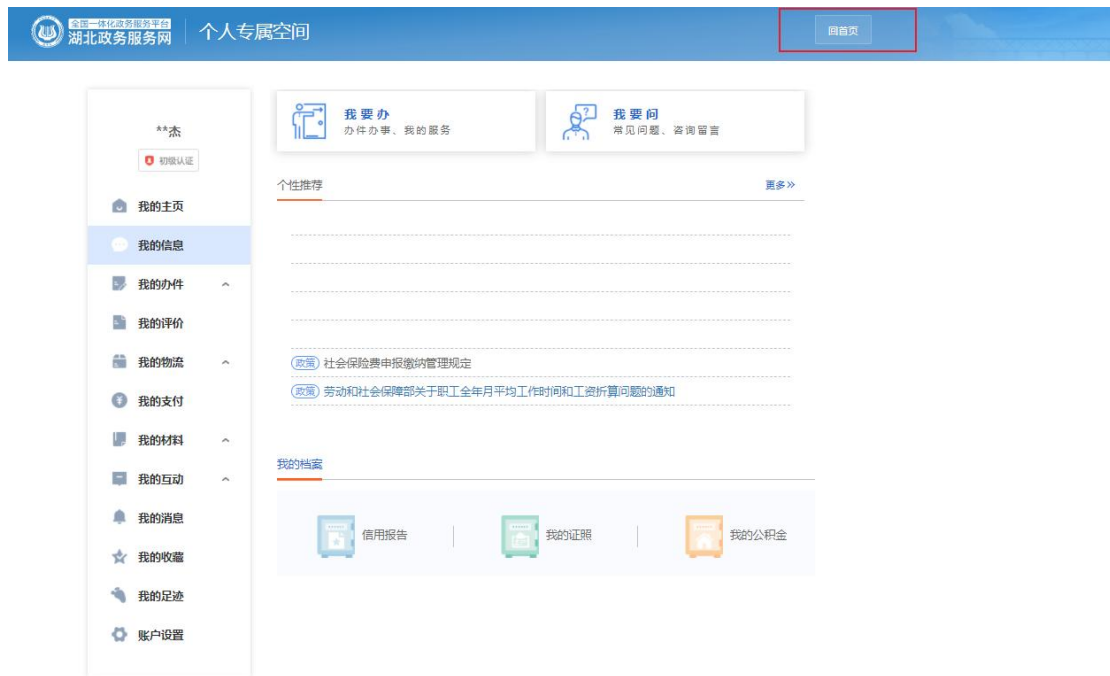 全国一体化政务服务平台
湖北政务服务网
个人专属空间
回首页
**杰
初级认证
我的主页
我的信息
我的办件
我的评价
我的物流
我的支付
我的材料
我的互动
我的消息
我的收藏
我的足迹
账户设置
我要办
办件办事、我的服务
我要问
常见问题、咨询留言
个性推荐
更多»
政策 社会保险费申报缴纳管理规定
政策 劳动和社会保障部关于职工全年月平均工作时间和工资折算问题的通知
我的档案
信用报告
我的证照
我的公积金